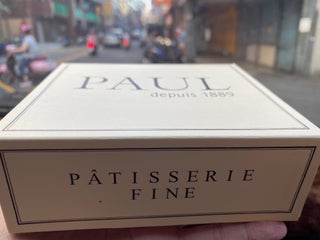 PAUL
depuis 1889
PÂTISSERIE
FINE